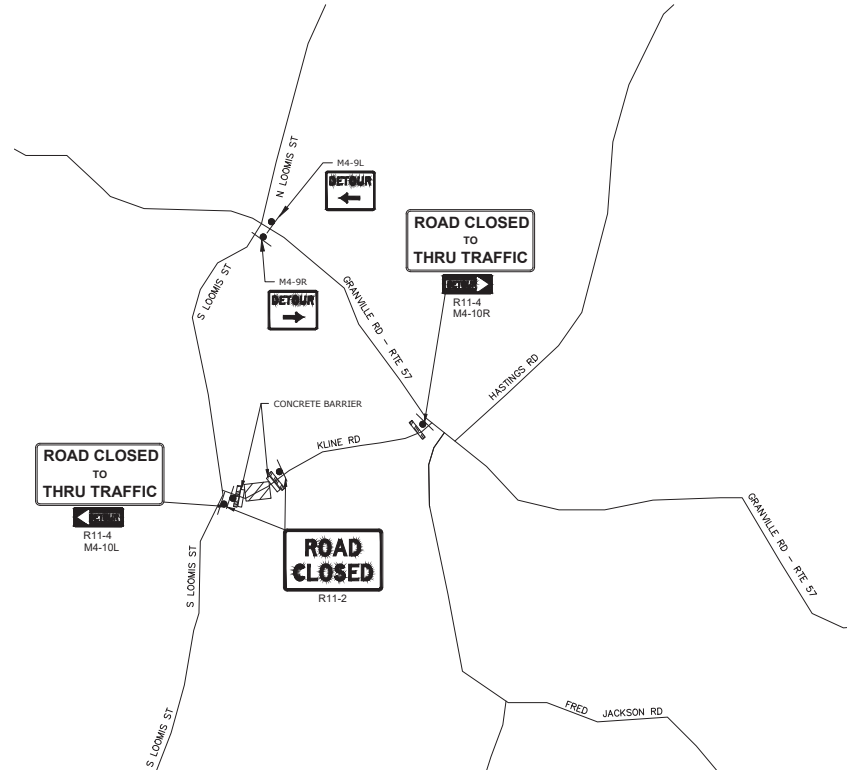 N LOOMIS ST
M4-9L
DETOUR
ROAD CLOSED
TO
THRU TRAFFIC
DETOUR
R11-4
M4-10R
S LOOMIS ST
M4-9R
DETOUR
GRANVILLE RD - RTE 57
HASTINGS RD
CONCRETE BARRIER
KLINE RD
ROAD CLOSED
TO
THRU TRAFFIC
DETOUR
R11-4
M4-10L
ROAD
CLOSED
R11-2
S LOOMIS ST
GRANVILLE RD - RTE 57
S LOOMIS ST
FRED JACKSON RD